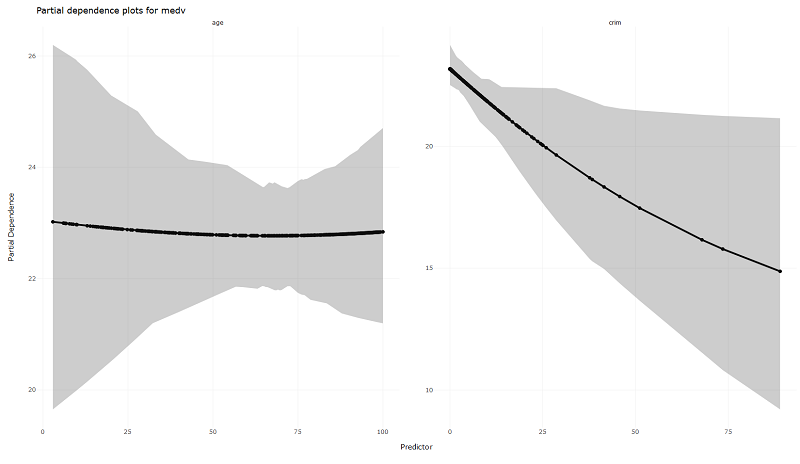 Partial dependence plots for medv
age
crim
26
24
22
20
20
15
10
Partial Dependence
0 25 50 75 100
0 25 50 75
Predictor